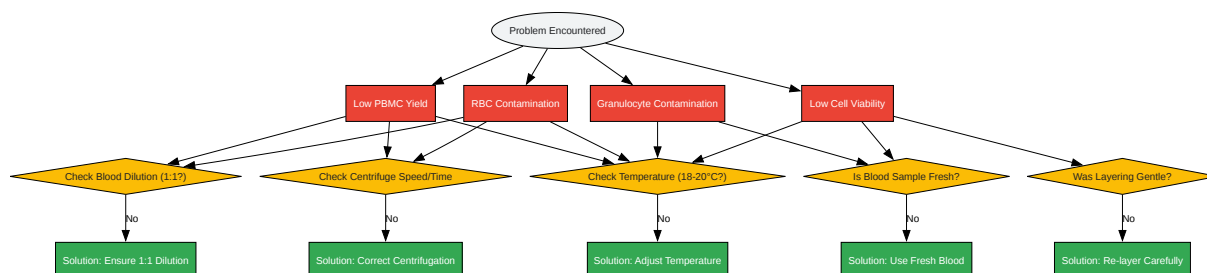 Problem Encountered
Low PBMC Yield
RBC Contamination
Granulocyte Contamination
Low Cell Viability
Check Blood Dilution (1:1?)
Check Centrifuge Speed/Time
Check Temperature (18-20°C?)
Is Blood Sample Fresh?
Was Layering Gentle?
No
No
No
No
No
Solution: Ensure 1:1 Dilution
Solution: Correct Centrifugation
Solution: Adjust Temperature
Solution: Use Fresh Blood
Solution: Re-layer Carefully